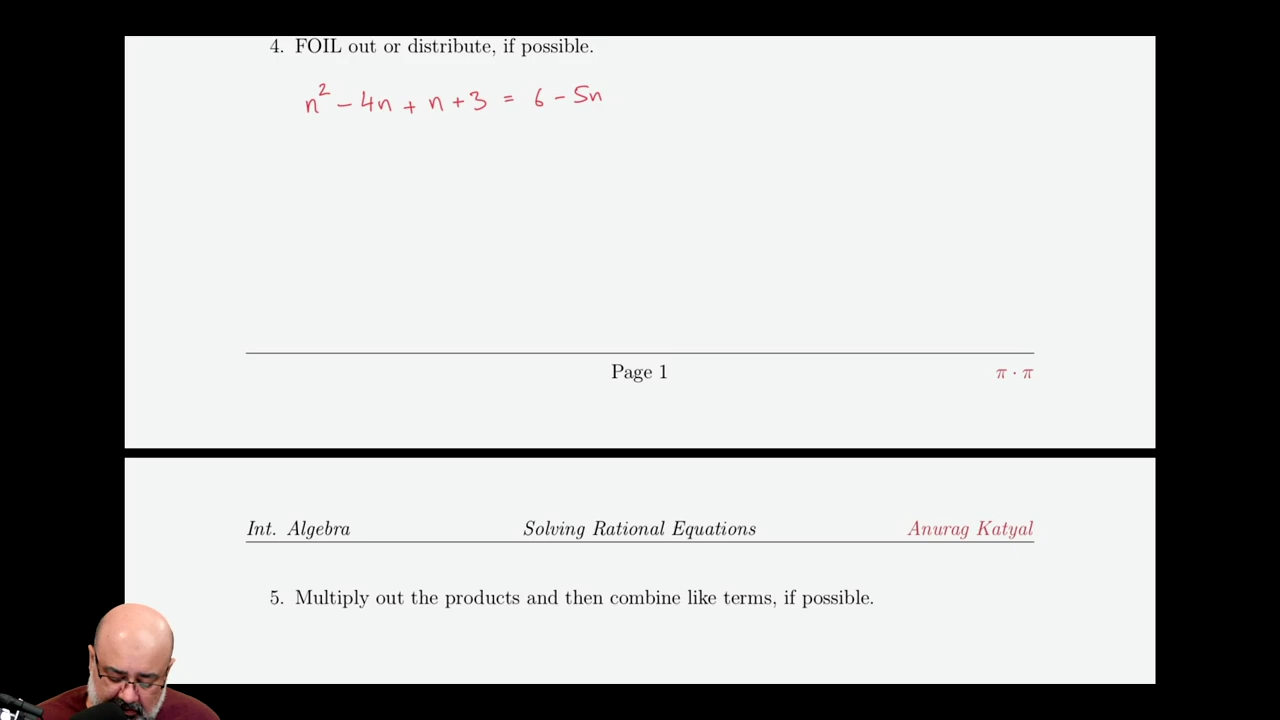 4. FOIL out or distribute, if possible.
n² − 4n + n + 3 = 6 − 5n
Page 1
π · π
Int. Algebra
Solving Rational Equations
Anurag Katyal
5. Multiply out the products and then combine like terms, if possible.